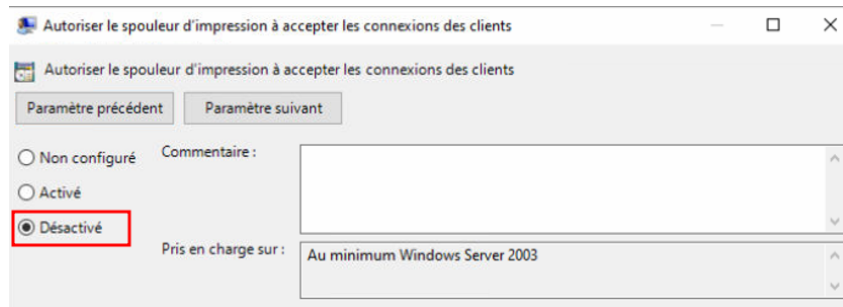 Autoriser le spouleur d'impression à accepter les connexions des clients
Autoriser le spouleur d'impression à accepter les connexions des clients
Paramètre précédent Paramètre suivant
Non configuré Commentaire :
Activé
Désactivé
Pris en charge sur : Au minimum Windows Server 2003